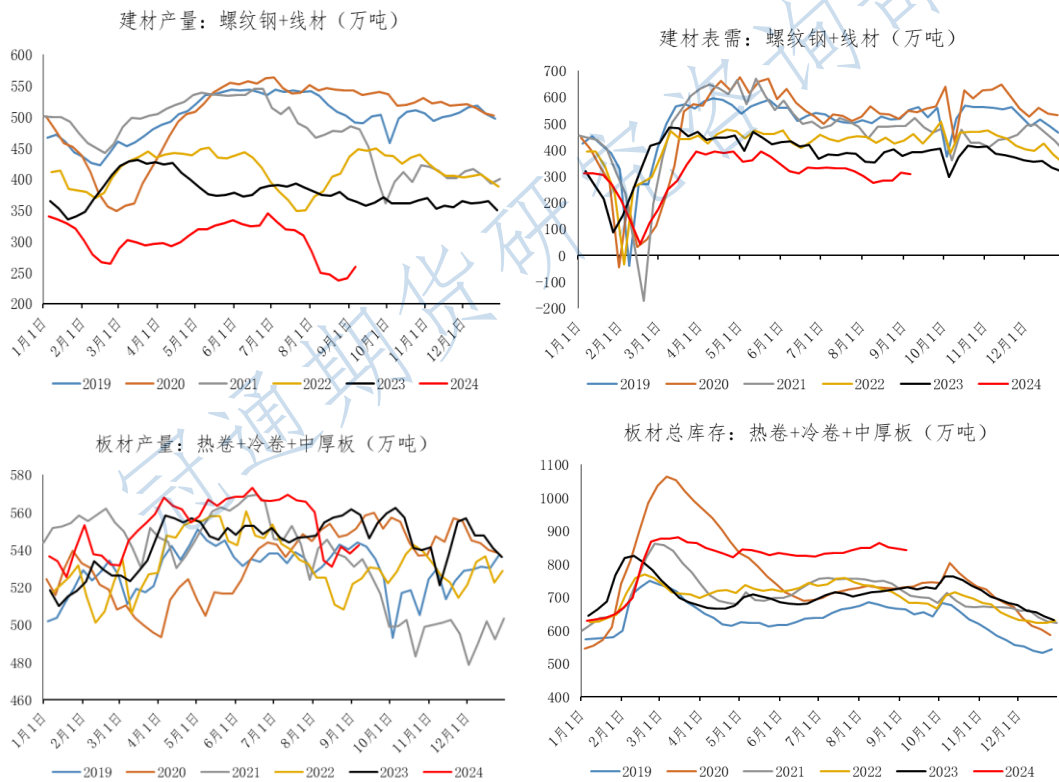 建材产量：螺纹钢+线材（万吨）
600
550
500
450
400
350
300
250
200
1月1日
2月1日
3月1日
4月1日
5月1日
6月1日
7月1日
8月1日
9月1日
10月1日
11月1日
12月1日
2019 2020 2021 2022 2023 2024
建材表需：螺纹钢+线材（万吨）
700
600
500
400
300
200
100
0
-100
-200
1月1日
2月1日
3月1日
4月1日
5月1日
6月1日
7月1日
8月1日
9月1日
10月1日
11月1日
12月1日
2019 2020 2021 2022 2023 2024
板材产量：热卷+冷卷+中厚板（万吨）
580
560
540
520
500
480
460
1月1日
2月1日
3月1日
4月1日
5月1日
6月1日
7月1日
8月1日
9月1日
10月1日
11月1日
12月1日
2019 2020 2021 2022 2023 2024
板材总库存：热卷+冷卷+中厚板（万吨）
1100
1000
900
800
700
600
500
400
1月1日
2月1日
3月1日
4月1日
5月1日
6月1日
7月1日
8月1日
9月1日
10月1日
11月1日
12月1日
2019 2020 2021 2022 2023 2024
冠通期货研究咨询部